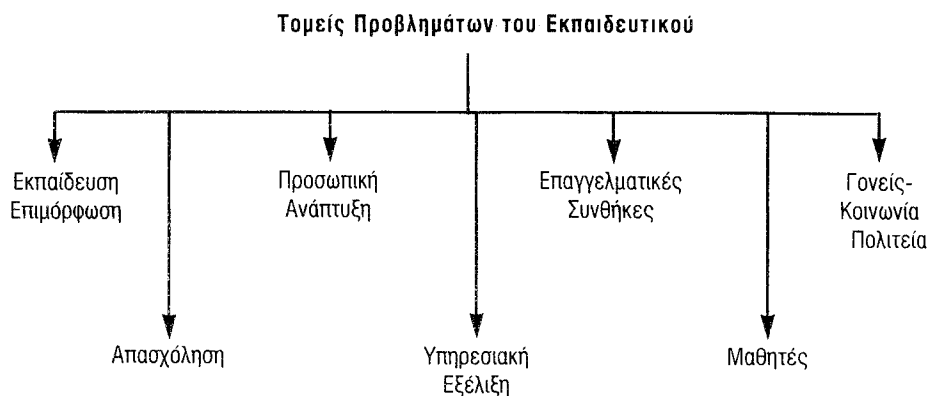 Τομείς Προβλημάτων του Εκπαιδευτικού
Εκπαίδευση
Επιμόρφωση
Προσωπική
Ανάπτυξη
Επαγγελματικές
Συνθήκες
Γονείς-
Κοινωνία
Πολιτεία
Απασχόληση
Υπηρεσιακή
Εξέλιξη
Μαθητές